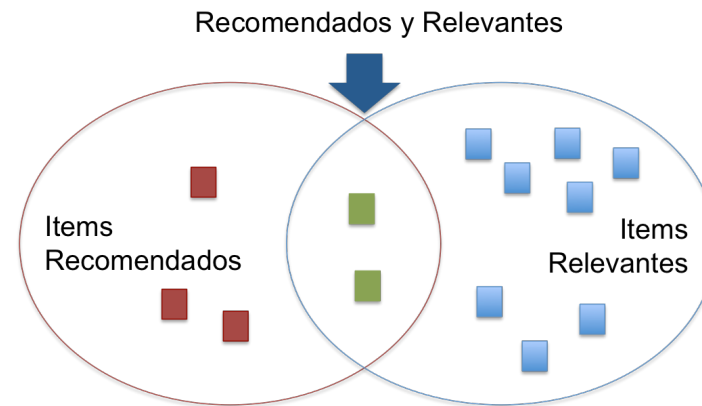 Recomendados y Relevantes
Items
Recomendados
Items
Relevantes